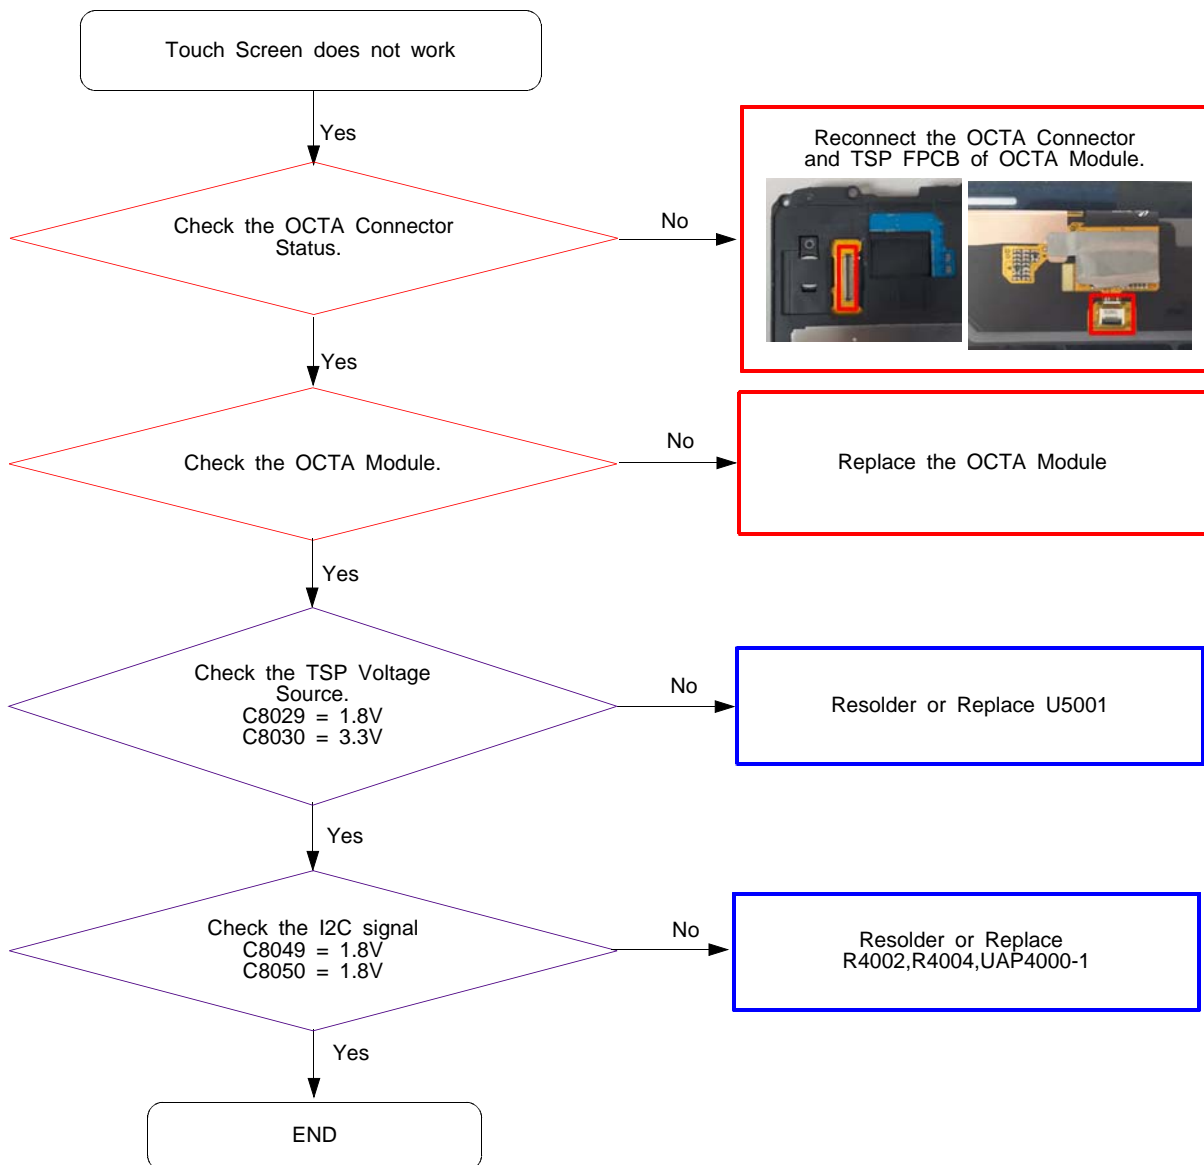 Touch Screen does not work
Yes
Check the OCTA Connector
Status.
No
Reconnect the OCTA Connector
and TSP FPCB of OCTA Module.
Yes
Check the OCTA Module.
No
Replace the OCTA Module
Yes
Check the TSP Voltage
Source.
C8029 = 1.8V
C8030 = 3.3V
No
Resolder or Replace U5001
Yes
Check the I2C signal
C8049 = 1.8V
C8050 = 1.8V
No
Resolder or Replace
R4002,R4004,UAP4000-1
Yes
END